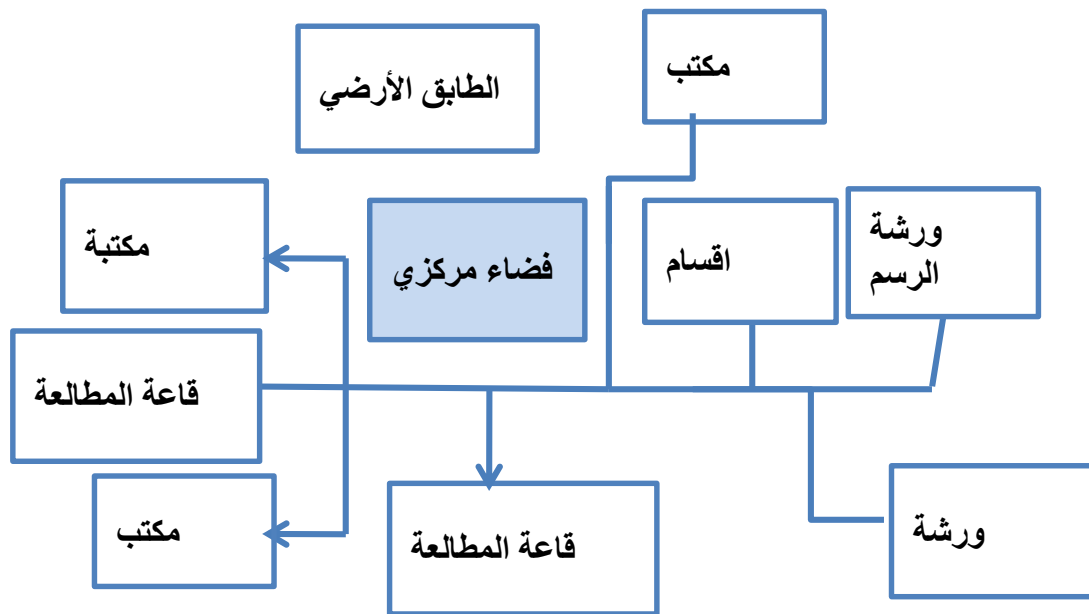 مكتب
الطابق الأرضي
ورشة
الرسم
اقسام
فضاء مركزي
مكتبة
قاعة المطالعة
ورشة
قاعة المطالعة
مكتب